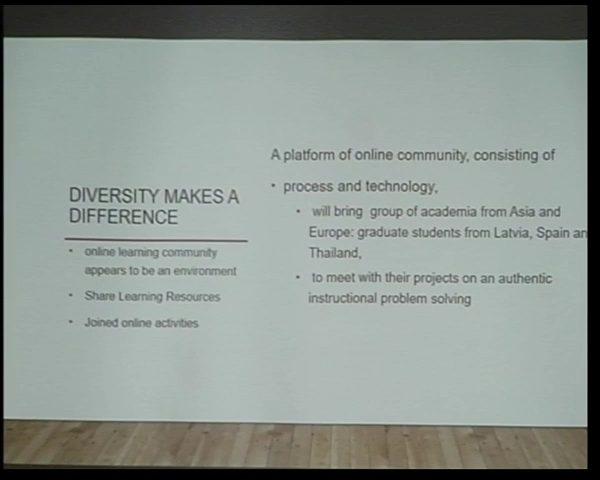 DIVERSITY MAKES A
DIFFERENCE
• online learning community
appears to be an environment
• Share Learning Resources
• Joined online activities
A platform of online community, consisting of
• process and technology,
• will bring group of academia from Asia and
Europe: graduate students from Latvia, Spain an
Thailand,
• to meet with their projects on an authentic
instructional problem solving